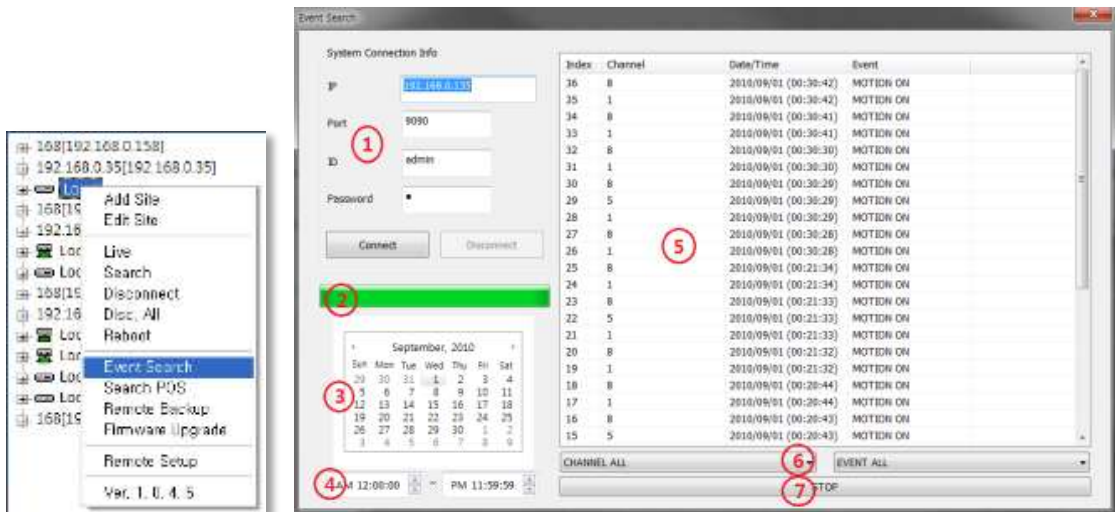 168[192.168.0.158]
192.168.0.35[192.168.0.35]
168[19
192.16
Loc
Loc
168[19
192.16
Loc
Loc
Loc
Loc
168[19
Add Site
Edit Site
Live
Search
Disconnect
Disc. All
Reboot
Event Search
Search POS
Remote Backup
Firmware Upgrade
Remote Setup
Ver. 1. 0. 4. 5
Event Search
System Connection Info
IP 192.168.0.135
Port 9090
1
ID admin
Password
Connect Disconnect
2
September, 2010
Sun Mon Tue Wed Thu Fri Sat
29 30 31 1 2 3 4
5 6 7 8 9 10 11
12 13 14 15 16 17 18
19 20 21 22 23 24 25
26 27 28 29 30 1 2
3 4 5 6 7 8 9
3
4
AM 12:00:00 ~ PM 11:59:59
Index Channel Date/Time Event
36 8 2010/09/01 (00:30:42) MOTION ON
35 1 2010/09/01 (00:30:42) MOTION ON
34 8 2010/09/01 (00:30:41) MOTION ON
33 1 2010/09/01 (00:30:41) MOTION ON
32 8 2010/09/01 (00:30:30) MOTION ON
31 1 2010/09/01 (00:30:30) MOTION ON
30 8 2010/09/01 (00:30:29) MOTION ON
29 5 2010/09/01 (00:30:29) MOTION ON
28 1 2010/09/01 (00:30:29) MOTION ON
27 8 2010/09/01 (00:30:28) MOTION ON
26 1 2010/09/01 (00:30:28) MOTION ON
25 8 2010/09/01 (00:21:34) MOTION ON
24 1 2010/09/01 (00:21:34) MOTION ON
23 8 2010/09/01 (00:21:33) MOTION ON
22 5 2010/09/01 (00:21:33) MOTION ON
21 1 2010/09/01 (00:21:33) MOTION ON
20 8 2010/09/01 (00:21:32) MOTION ON
19 1 2010/09/01 (00:21:32) MOTION ON
18 8 2010/09/01 (00:20:44) MOTION ON
17 1 2010/09/01 (00:20:44) MOTION ON
16 8 2010/09/01 (00:20:43) MOTION ON
15 5 2010/09/01 (00:20:43) MOTION ON
5
CHANNEL ALL 6 EVENT ALL
7 STOP